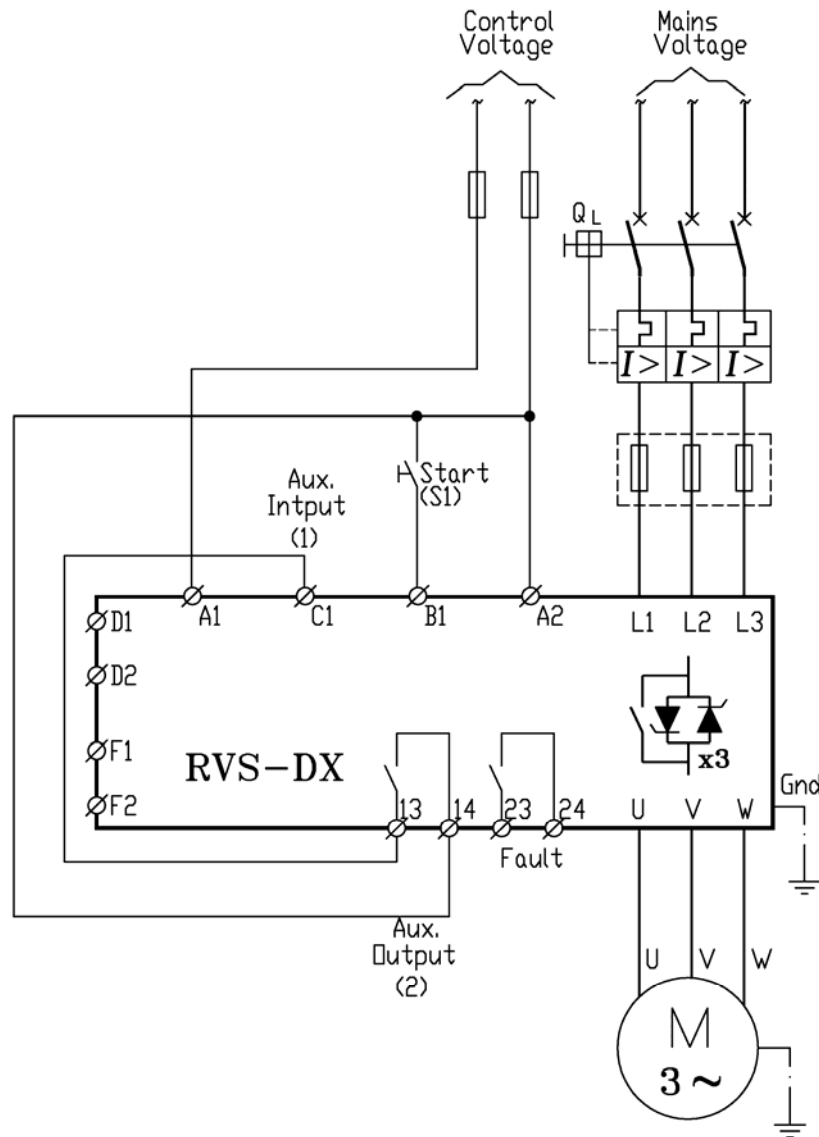 Control
Voltage
Mains
Voltage
QL
I> I> I>
Start
(S1)
Aux.
Intput
(1)
A1 C1 B1 A2 L1 L2 L3
D1
D2
F1
F2
RVS-DX
x3
13 14 23 24 U V W
Gnd
Fault
Aux.
Output
(2)
U V W
M
3~